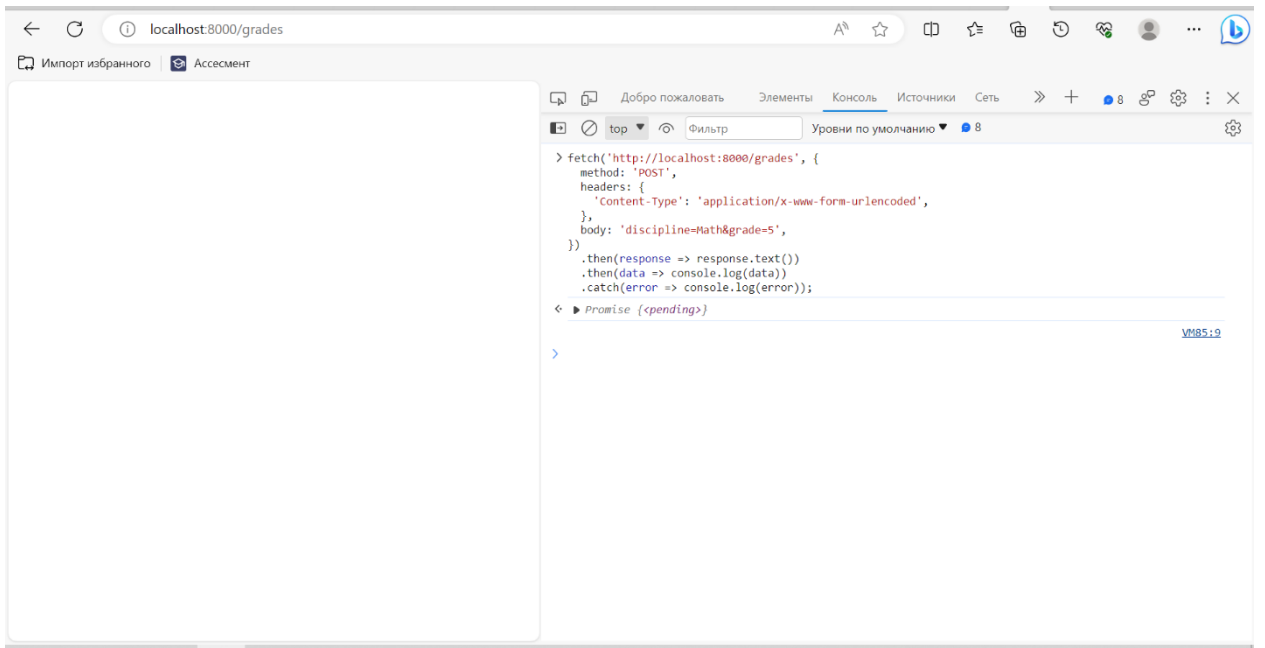 localhost:8000/grades
Импорт избранного Ассесмент
Добро пожаловать Элементы Консоль Источники Сеть 8
top Фильтр Уровни по умолчанию 8
fetch('http://localhost:8000/grades', {
method: 'POST',
headers: {
'Content-Type': 'application/x-www-form-urlencoded',
},
body: 'discipline=Math&grade=5',
})
.then(response => response.text())
.then(data => console.log(data))
.catch(error => console.log(error));
Promise {<pending>}
VM85:9